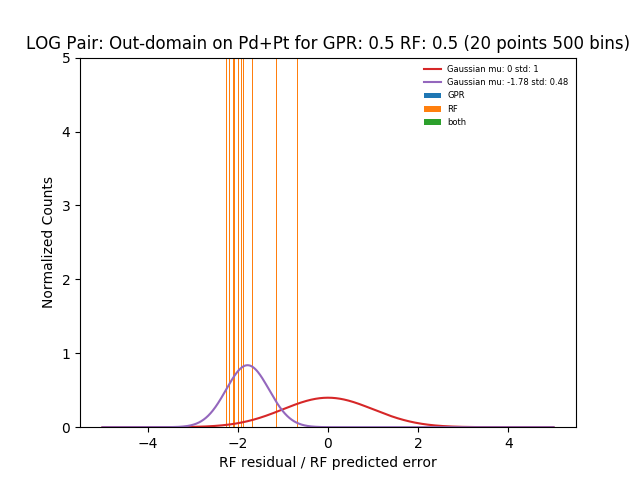 LOG Pair: Out-domain on Pd+Pt for GPR: 0.5 RF: 0.5 (20 points 500 bins)
Gaussian mu: 0 std: 1
Gaussian mu: -1.78 std: 0.48
GPR
RF
both
Normalized Counts
5
4
3
2
1
0
−4
−2
0
2
4
RF residual / RF predicted error